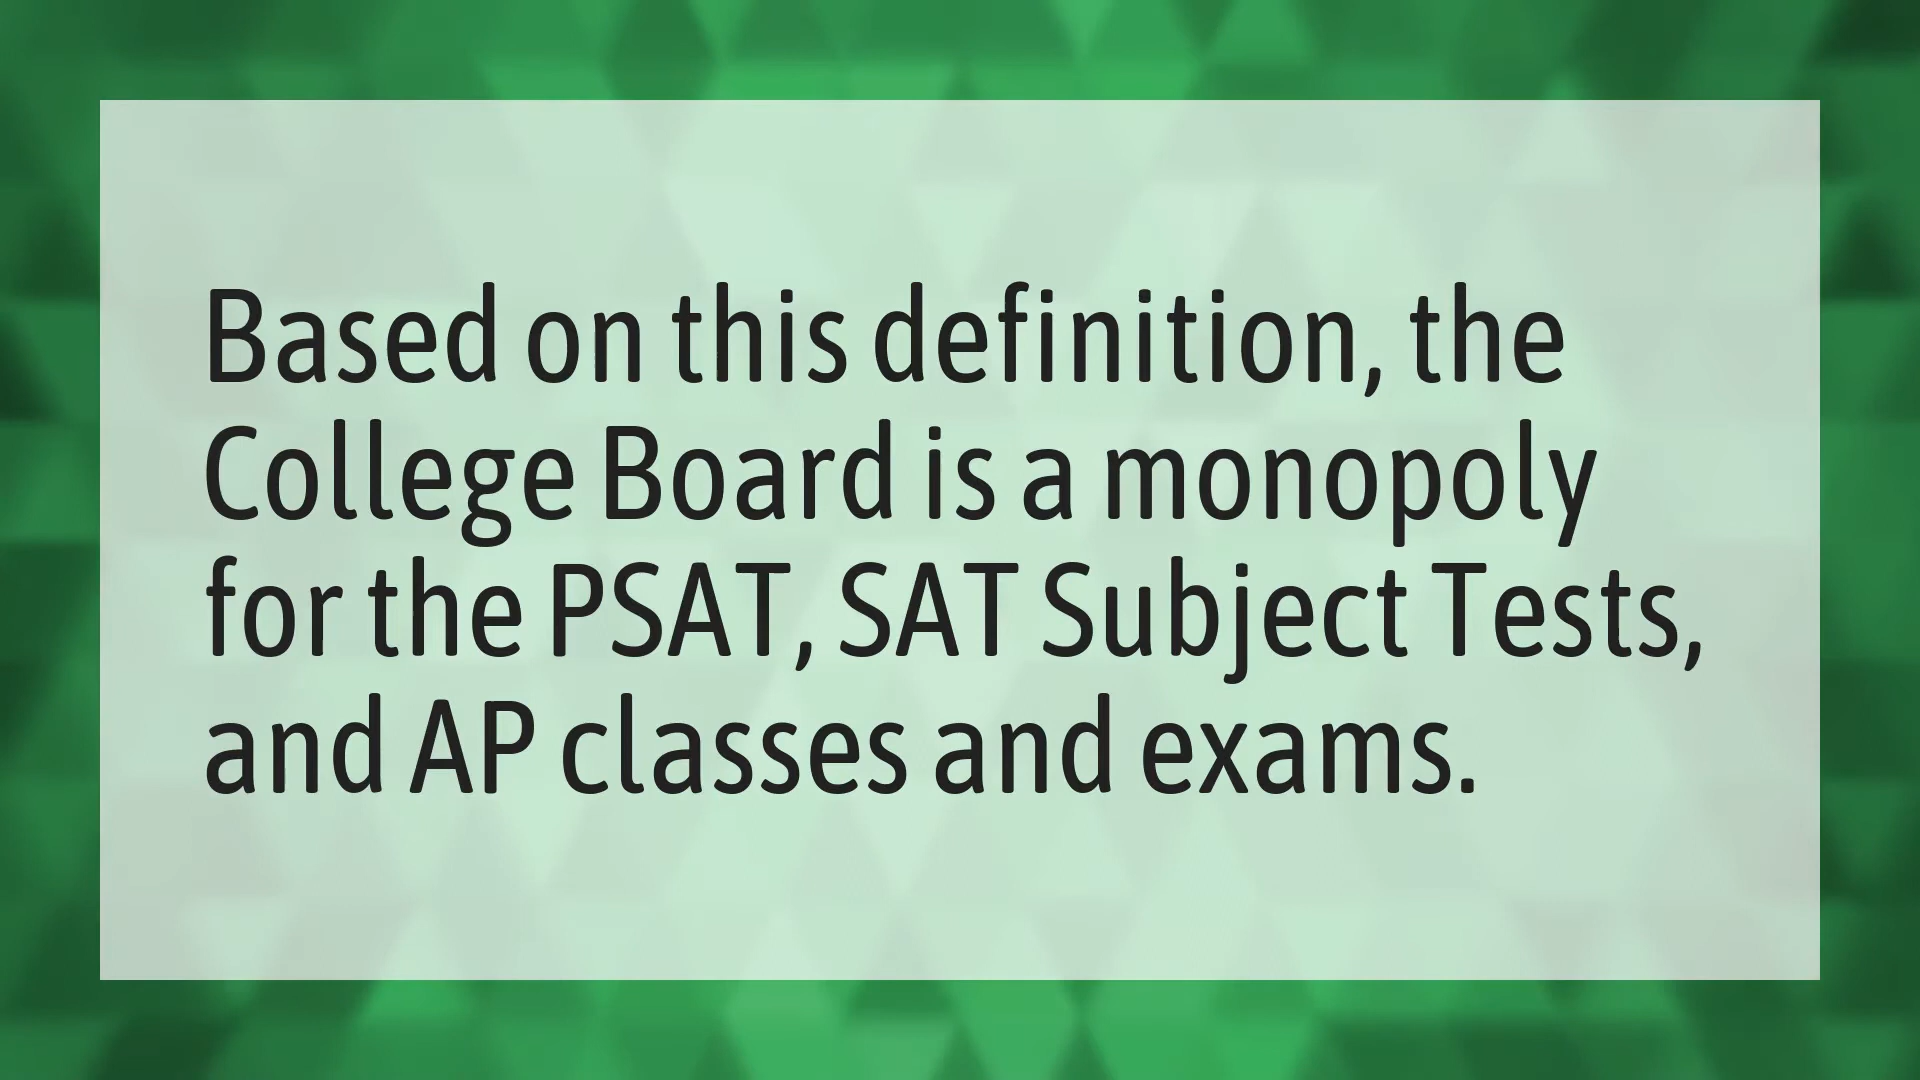 Based on this definition, the
College Board is a monopoly
for the PSAT, SAT Subject Tests,
and AP classes and exams.